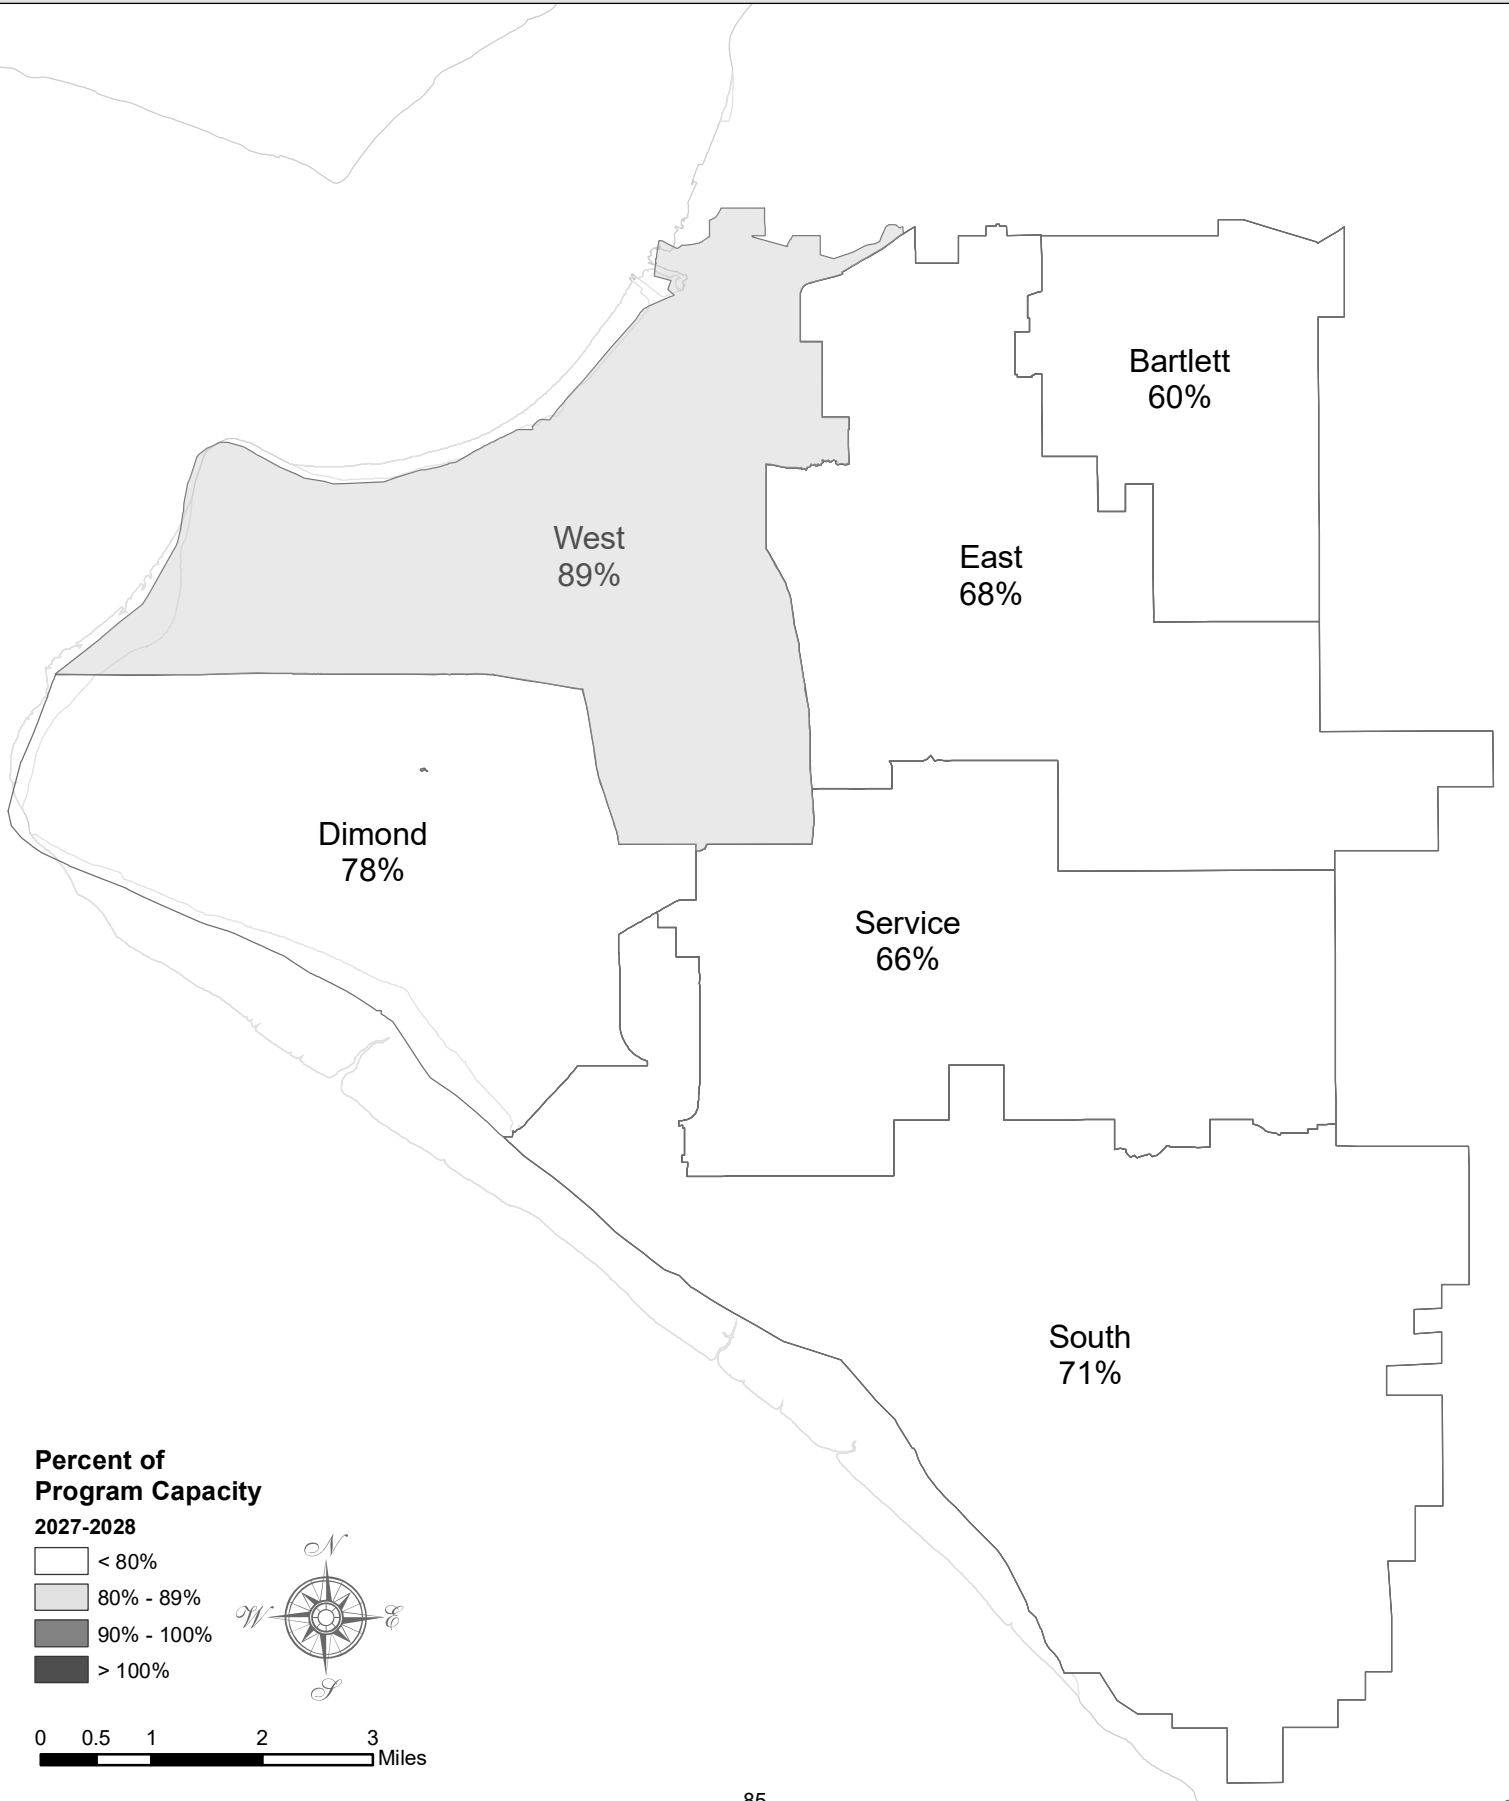 Bartlett
60%
West
89%
East
68%
Dimond
78%
Service
66%
South
71%
Percent of
Program Capacity
2027-2028
< 80%
80% - 89%
90% - 100%
> 100%
N
W
E
S
0 0.5 1 2 3
Miles
85